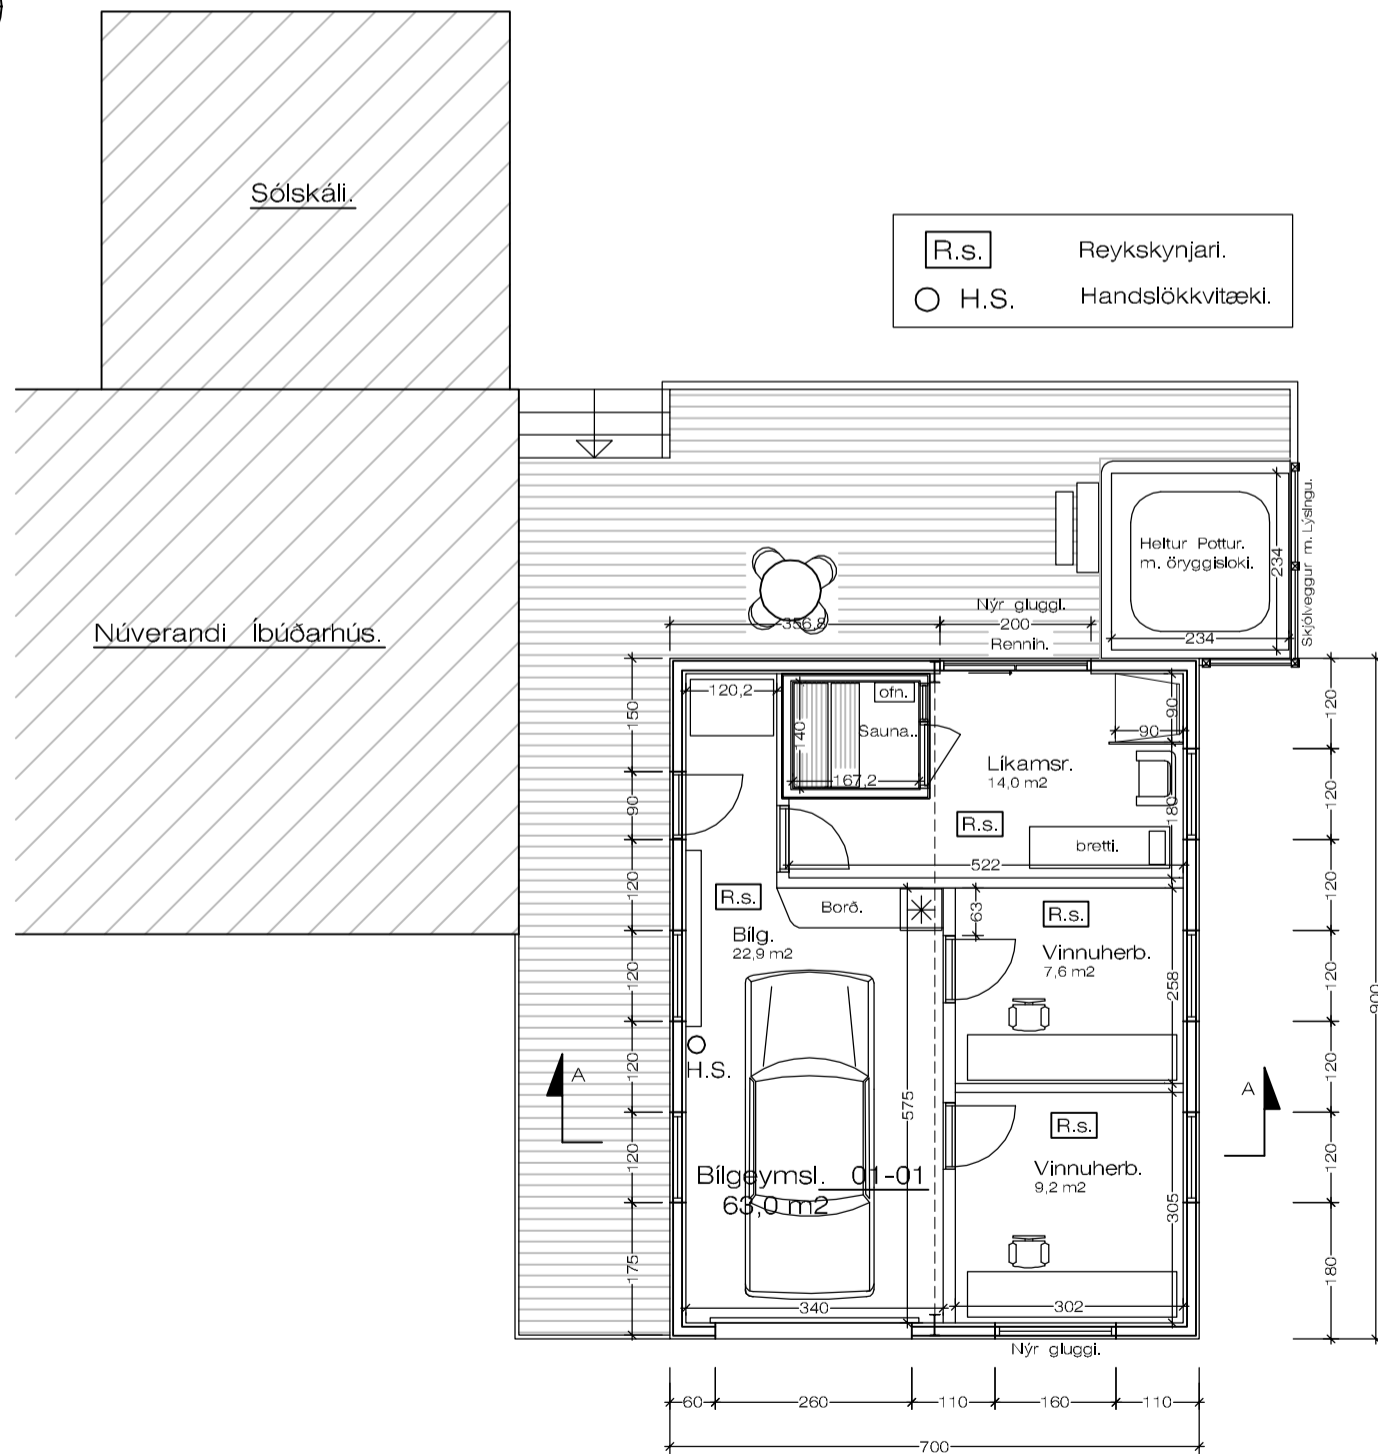 Sólskáli.
R.s. Reykskynjari.
H.S. Handslökkvitæki.
Heltur Pottur.
m. öryggisloki.
234
234
Skjólveggur m. Lýsingu.
Núverandi Íbúðarhús.
Nýr gluggi.
356,8
200
Rennih.
120,2
ofn.
Sauna..
140
167,2
90
90
Líkamsr.
14,0 m2
180
R.s.
bretti.
522
R.s.
Borð.
63
R.s.
Bílg.
22,9 m2
Vinnuherb.
7,6 m2
258
H.S.
A
A
575
R.s.
Vinnuherb.
9,2 m2
Bílgeymsl. 01-01
63,0 m2
305
340
302
Nýr gluggi.
150
90
120
120
120
120
175
120
120
120
120
120
120
180
900
60
260
110
160
110
700